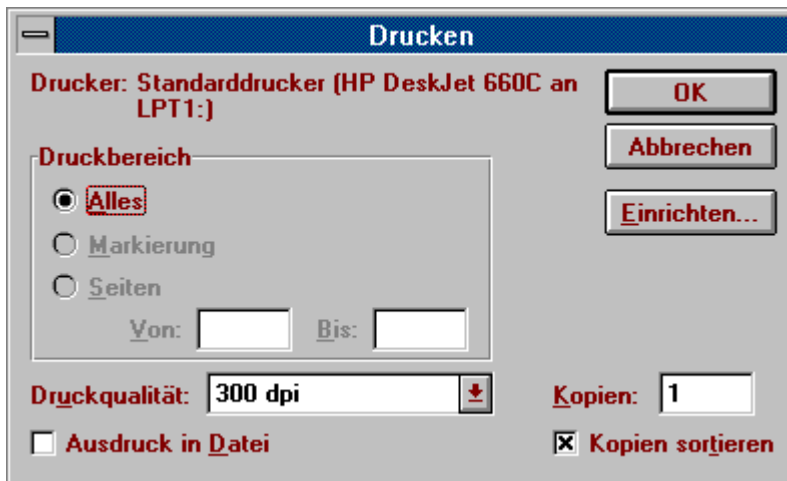 Drucken
Drucker: Standarddrucker (HP DeskJet 660C an
LPT1:)
OK
Abbrechen
Einrichten...
Druckbereich
Alles
Markierung
Seiten
Von: Bis:
Druckqualität: 300 dpi
Kopien: 1
Ausdruck in Datei
Kopien sortieren